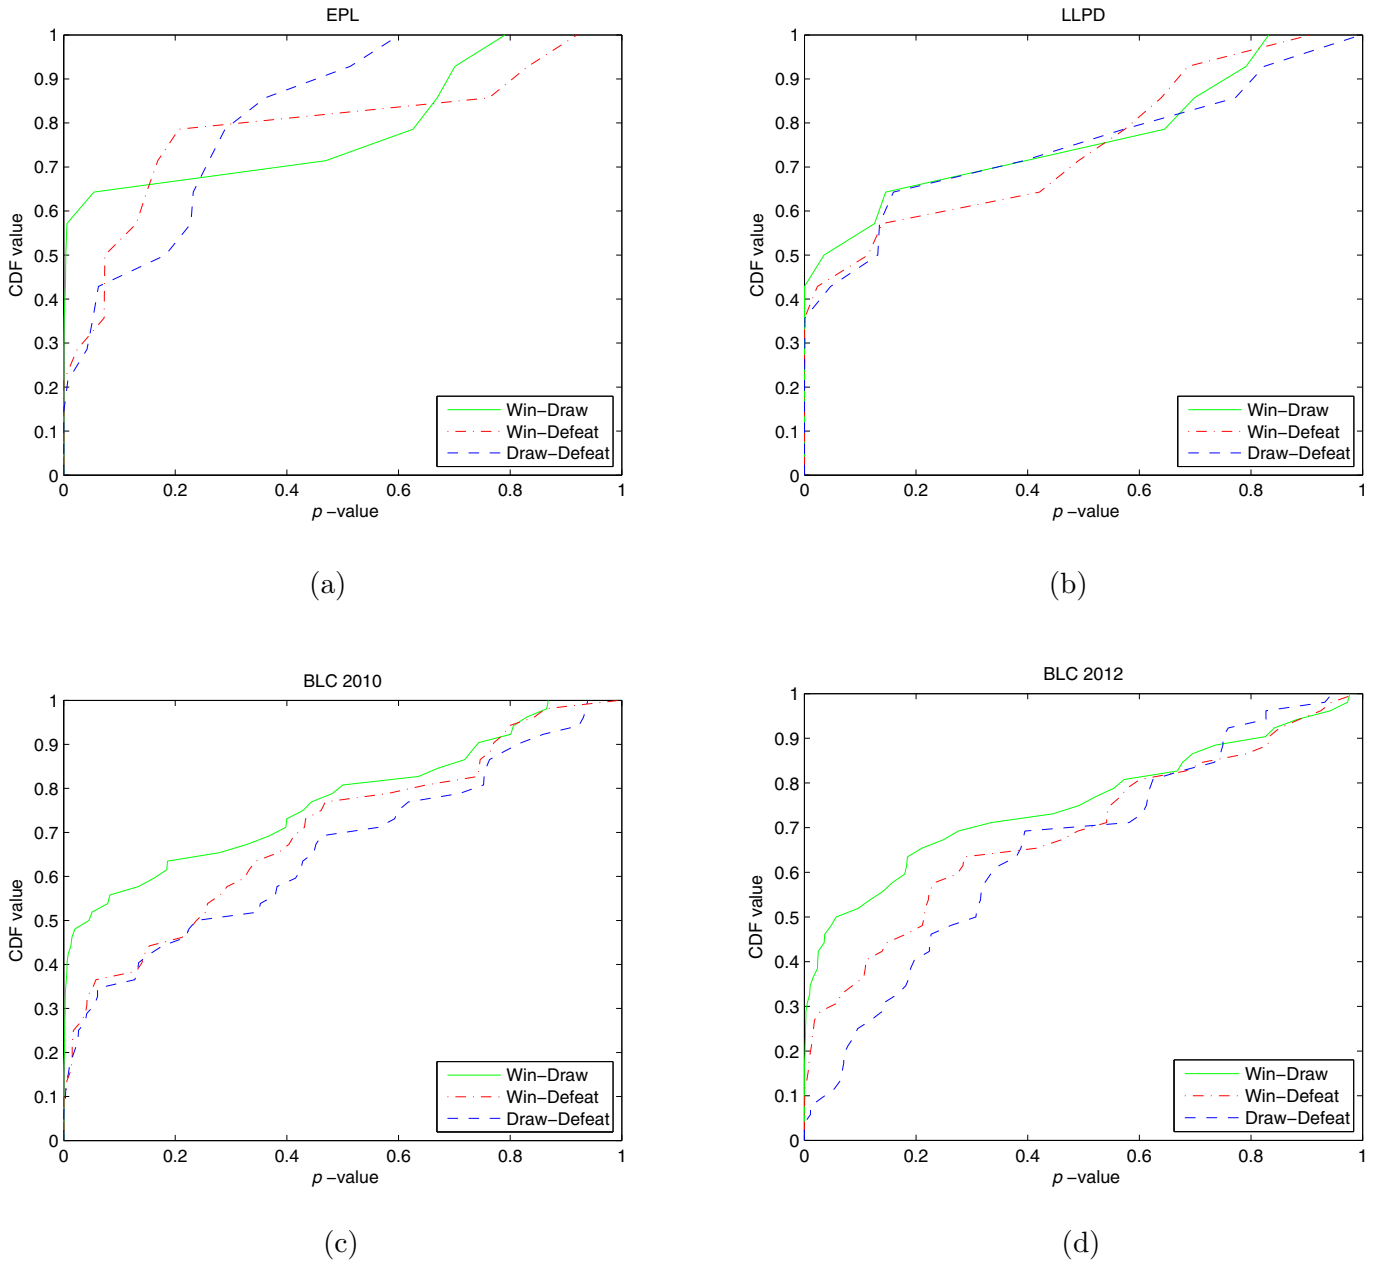 EPL
1
0.9
0.8
0.7
0.6
0.5
0.4
0.3
0.2
0.1
0
CDF value
0 0.2 0.4 0.6 0.8 1
p −value
Win−Draw
Win−Defeat
Draw−Defeat
(a)
LLPD
1
0.9
0.8
0.7
0.6
0.5
0.4
0.3
0.2
0.1
0
CDF value
0 0.2 0.4 0.6 0.8 1
p −value
Win−Draw
Win−Defeat
Draw−Defeat
(b)
BLC 2010
1
0.9
0.8
0.7
0.6
0.5
0.4
0.3
0.2
0.1
0
CDF value
0 0.2 0.4 0.6 0.8 1
p −value
Win−Draw
Win−Defeat
Draw−Defeat
(c)
BLC 2012
1
0.9
0.8
0.7
0.6
0.5
0.4
0.3
0.2
0.1
0
CDF value
0 0.2 0.4 0.6 0.8 1
p −value
Win−Draw
Win−Defeat
Draw−Defeat
(d)